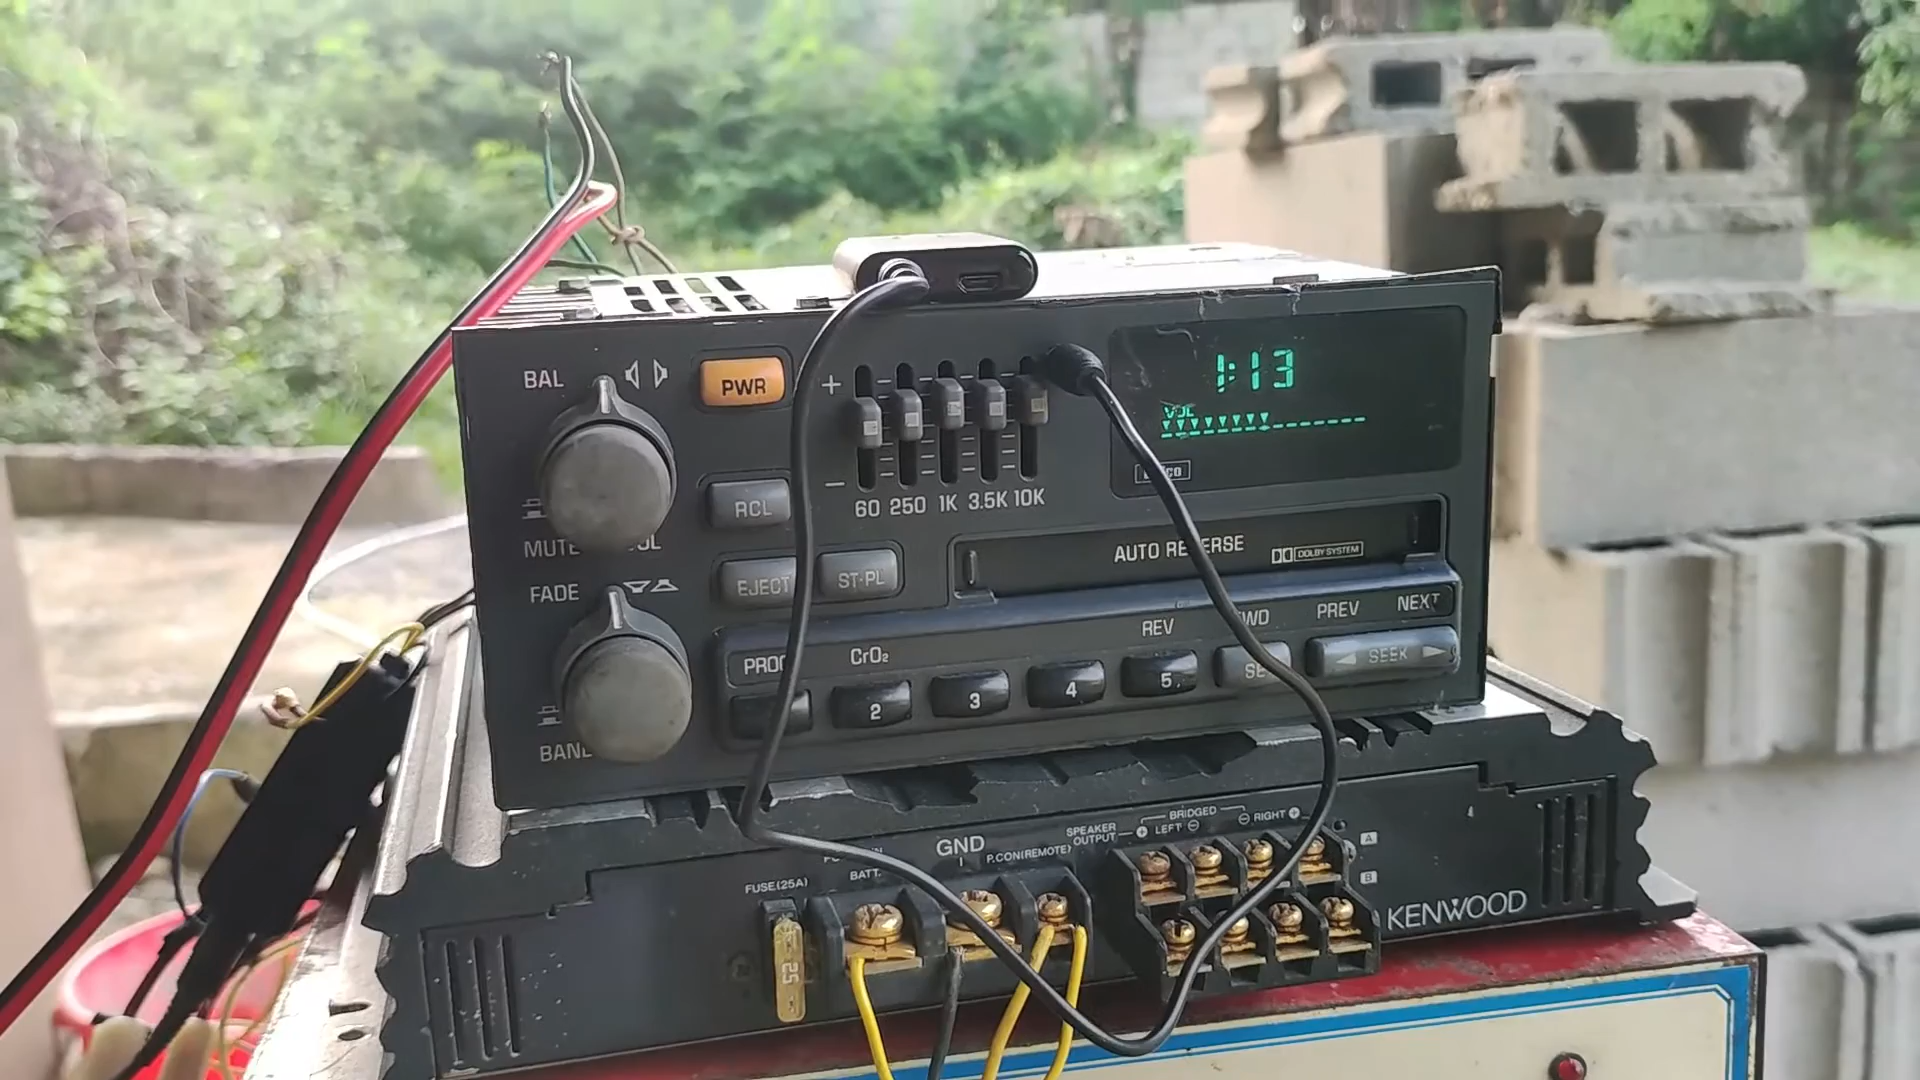 BAL
PWR
+
1:13
VOL
RCL
−
60 250 1K 3.5K 10K
MUTE
AUTO REVERSE
DOLBY SYSTEM
EJECT ST-PL
FADE
REV
PREV NEXT
CrO₂
SEEK
2 3 4 5
FUSE(25A)
BATT.
GND
P.CON(REMOTE)
SPEAKER
OUTPUT
BRIDGED
⊕ LEFT ⊖ ⊖ RIGHT ⊕
A
B
KENWOOD
25